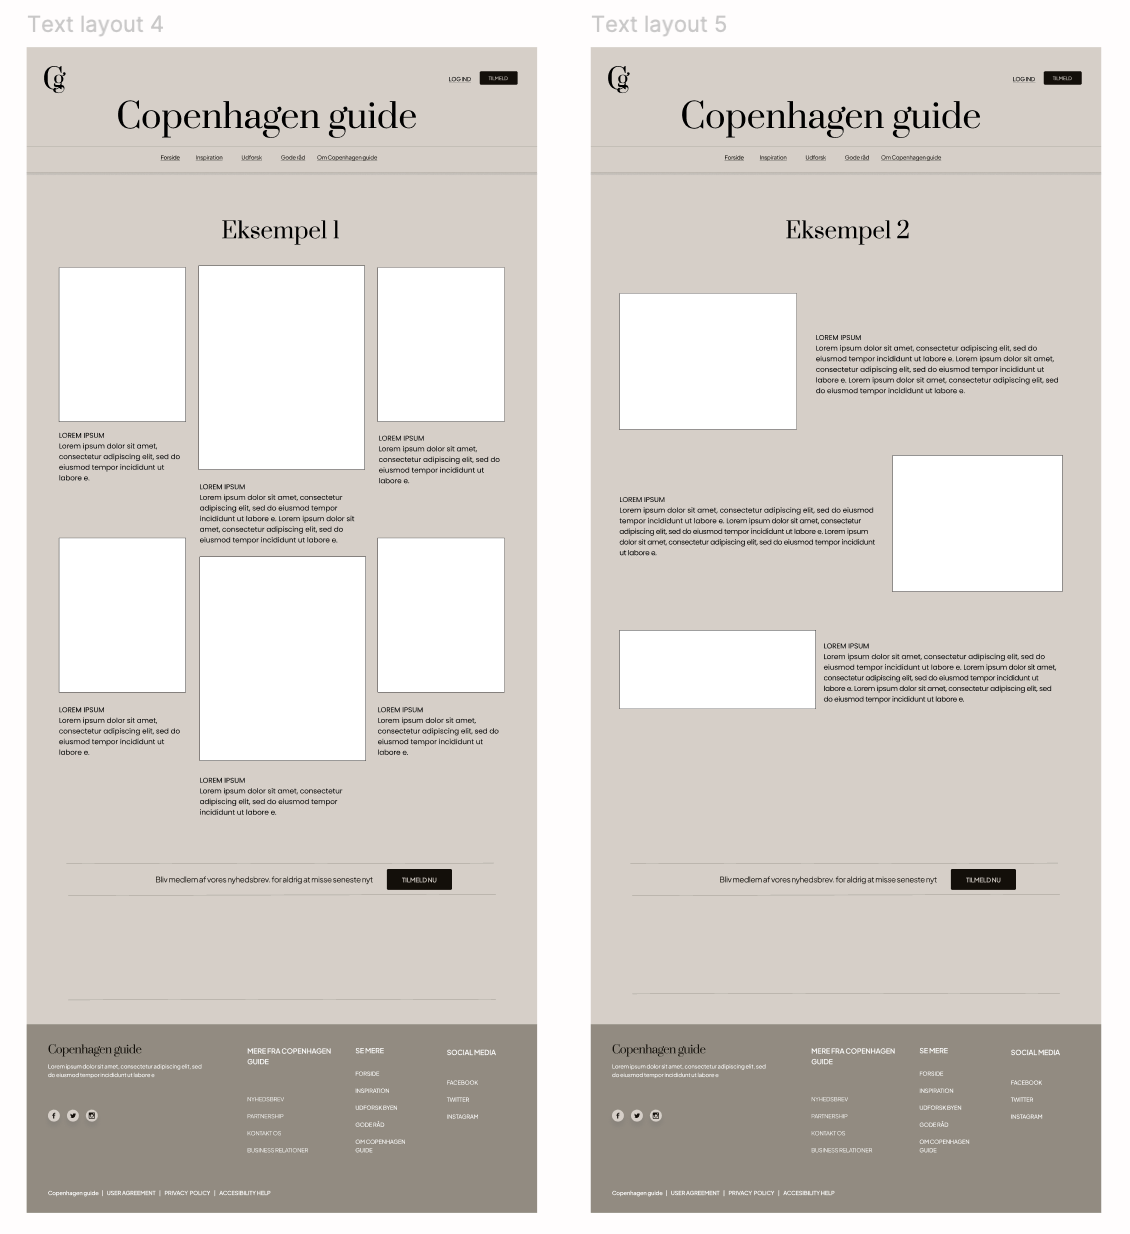 Text layout 4
Cg
LOG IND
TILMELD
Copenhagen guide
Forside Inspiration Udforsk Gode råd Om Copenhagen guide
Eksempel 1
LOREM IPSUM
Lorem ipsum dolor sit amet,
consectetur adipiscing elit, sed do
eiusmod tempor incididunt ut
labore e.
LOREM IPSUM
Lorem ipsum dolor sit amet, consectetur
adipiscing elit, sed do eiusmod tempor
incididunt ut labore e. Lorem ipsum dolor sit
amet, consectetur adipiscing elit, sed do
eiusmod tempor incididunt ut labore e.
LOREM IPSUM
Lorem ipsum dolor sit amet,
consectetur adipiscing elit, sed do
eiusmod tempor incididunt ut
labore e.
LOREM IPSUM
Lorem ipsum dolor sit amet,
consectetur adipiscing elit, sed do
eiusmod tempor incididunt ut
labore e.
LOREM IPSUM
Lorem ipsum dolor sit amet, consectetur
adipiscing elit, sed do eiusmod tempor
incididunt ut labore e.
LOREM IPSUM
Lorem ipsum dolor sit amet,
consectetur adipiscing elit, sed do
eiusmod tempor incididunt ut
labore e.
Bliv medlem af vores nyhedsbrev. for aldrig at misse seneste nyt
TILMELD NU
Copenhagen guide
Lorem ipsum dolor sit amet, consectetur adipiscing elit, sed
do eiusmod tempor incididunt ut labore e
MERE FRA COPENHAGEN
GUIDE
NYHEDSBREV
PARTNERSHIP
KONTAKT OS
BUSINESS RELATIONER
SE MERE
FORSIDE
INSPIRATION
UDFORSK BYEN
GODE RÅD
OM COPENHAGEN
GUIDE
SOCIAL MEDIA
FACEBOOK
TWITTER
INSTAGRAM
Copenhagen guide | USER AGREEMENT | PRIVACY POLICY | ACCESIBILITY HELP
Text layout 5
Cg
LOG IND
TILMELD
Copenhagen guide
Forside Inspiration Udforsk Gode råd Om Copenhagen guide
Eksempel 2
LOREM IPSUM
Lorem ipsum dolor sit amet, consectetur adipiscing elit, sed do
eiusmod tempor incididunt ut labore e. Lorem ipsum dolor sit amet,
consectetur adipiscing elit, sed do eiusmod tempor incididunt ut
labore e. Lorem ipsum dolor sit amet, consectetur adipiscing elit, sed
do eiusmod tempor incididunt ut labore e.
LOREM IPSUM
Lorem ipsum dolor sit amet, consectetur adipiscing elit, sed do eiusmod
tempor incididunt ut labore e. Lorem ipsum dolor sit amet, consectetur
adipiscing elit, sed do eiusmod tempor incididunt ut labore e. Lorem ipsum
dolor sit amet, consectetur adipiscing elit, sed do eiusmod tempor incididunt
ut labore e.
LOREM IPSUM
Lorem ipsum dolor sit amet, consectetur adipiscing elit, sed do
eiusmod tempor incididunt ut labore e. Lorem ipsum dolor sit amet,
consectetur adipiscing elit, sed do eiusmod tempor incididunt ut
labore e. Lorem ipsum dolor sit amet, consectetur adipiscing elit, sed
do eiusmod tempor incididunt ut labore e.
Bliv medlem af vores nyhedsbrev. for aldrig at misse seneste nyt
TILMELD NU
Copenhagen guide
Lorem ipsum dolor sit amet, consectetur adipiscing elit, sed
do eiusmod tempor incididunt ut labore e
MERE FRA COPENHAGEN
GUIDE
NYHEDSBREV
PARTNERSHIP
KONTAKT OS
BUSINESS RELATIONER
SE MERE
FORSIDE
INSPIRATION
UDFORSK BYEN
GODE RÅD
OM COPENHAGEN
GUIDE
SOCIAL MEDIA
FACEBOOK
TWITTER
INSTAGRAM
Copenhagen guide | USER AGREEMENT | PRIVACY POLICY | ACCESIBILITY HELP